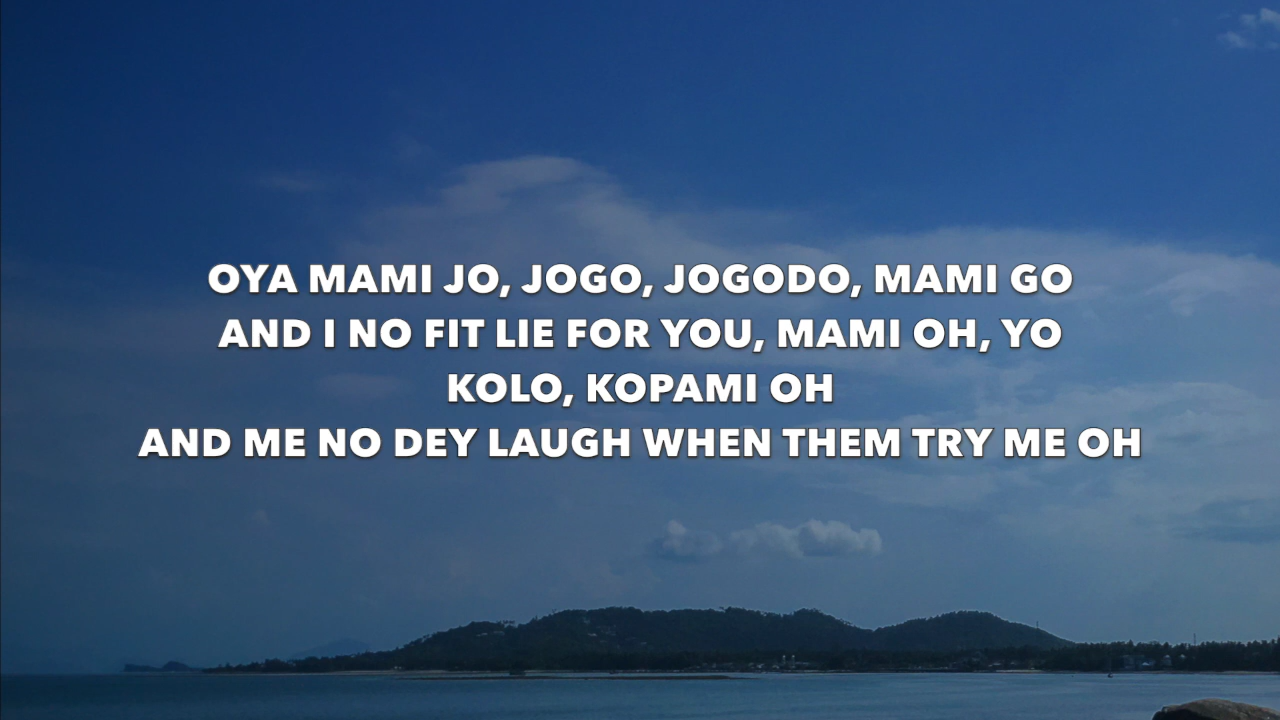 OYA MAMI JO, JOGO, JOGODO, MAMI GO
AND I NO FIT LIE FOR YOU, MAMI OH, YO
KOLO, KOPAMI OH
AND ME NO DEY LAUGH WHEN THEM TRY ME OH